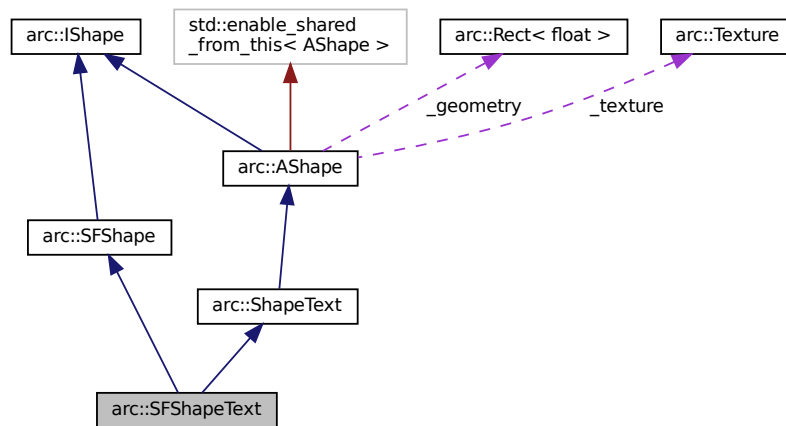 arc::IShape
std::enable_shared
_from_this< AShape >
arc::Rect< float >
arc::Texture
_geometry
_texture
arc::AShape
arc::SFShape
arc::ShapeText
arc::SFShapeText